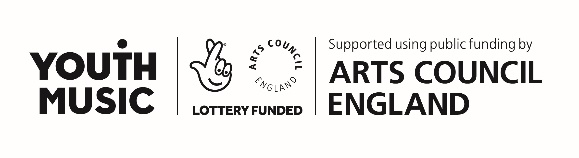 YOUTH
MUSIC
ARTS COUNCIL
ENGLAND
LOTTERY FUNDED
Supported using public funding by
ARTS COUNCIL
ENGLAND